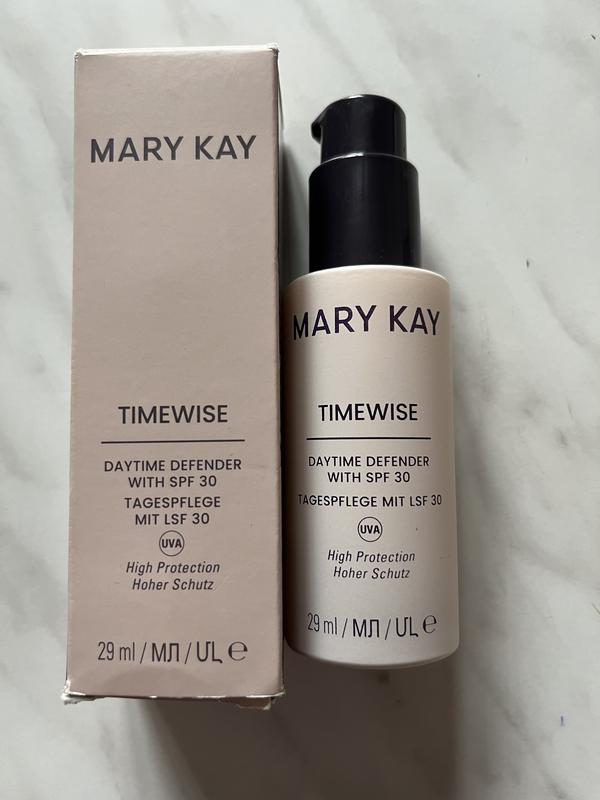 MARY KAY
TIMEWISE
DAYTIME DEFENDER
WITH SPF 30
TAGESPFLEGE
MIT LSF 30
UVA
High Protection
Hoher Schutz
29 ml / МЛ / ՄԼ ℮
MARY KAY
TIMEWISE
DAYTIME DEFENDER
WITH SPF 30
TAGESPFLEGE MIT LSF 30
UVA
High Protection
Hoher Schutz
29 ml / МЛ / ՄԼ ℮